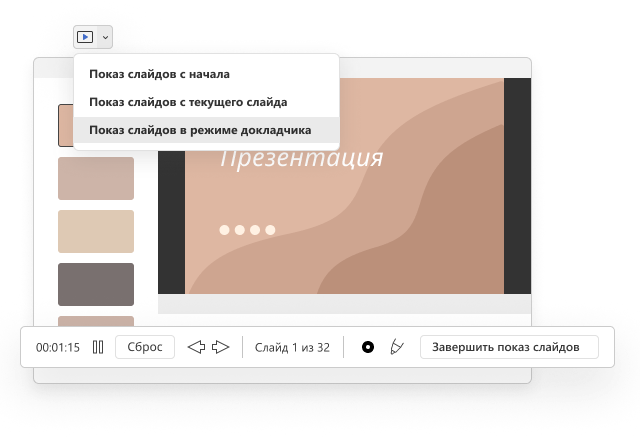 Показ слайдов с начала
Показ слайдов с текущего слайда
Показ слайдов в режиме докладчика
Презентация
00:01:15
Сброс
Слайд 1 из 32
Завершить показ слайдов